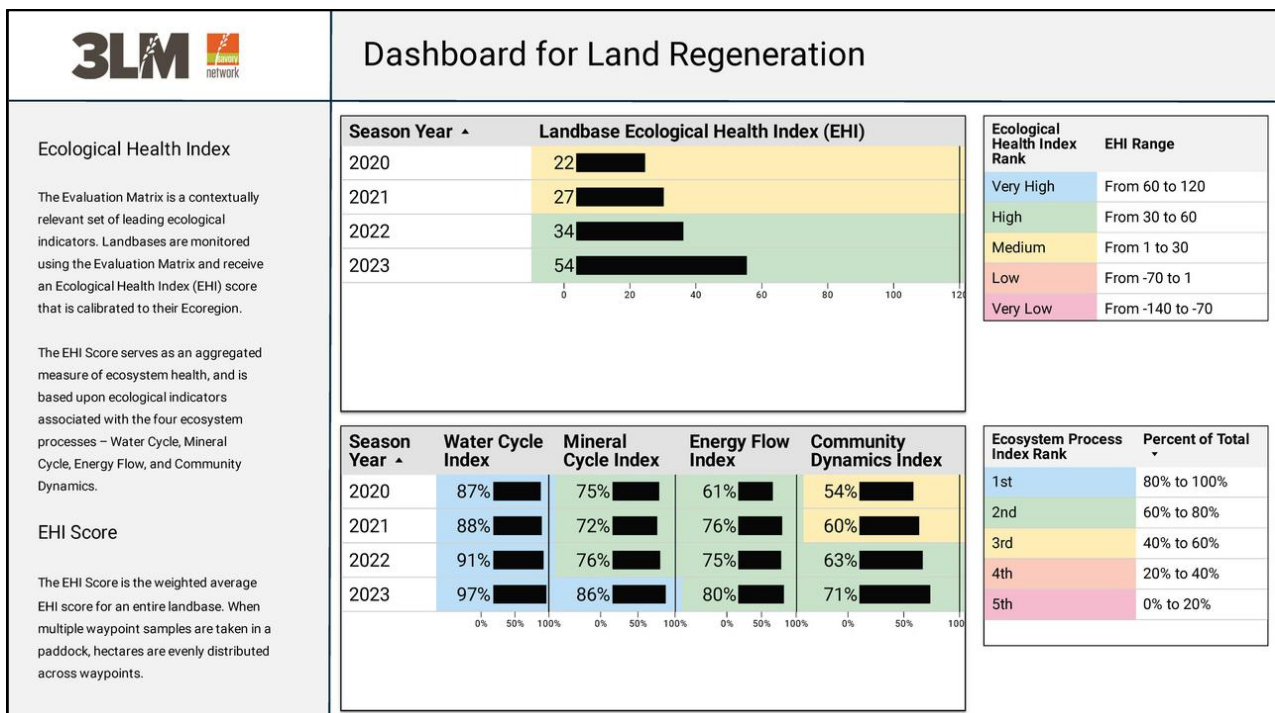 3LM
savory
network
Dashboard for Land Regeneration
Ecological Health Index
The Evaluation Matrix is a contextually
relevant set of leading ecological
indicators. Landbases are monitored
using the Evaluation Matrix and receive
an Ecological Health Index (EHI) score
that is calibrated to their Ecoregion.
The EHI Score serves as an aggregated
measure of ecosystem health, and is
based upon ecological indicators
associated with the four ecosystem
processes – Water Cycle, Mineral
Cycle, Energy Flow, and Community
Dynamics.
EHI Score
The EHI Score is the weighted average
EHI score for an entire landbase. When
multiple waypoint samples are taken in a
paddock, hectares are evenly distributed
across waypoints.
Season Year Landbase Ecological Health Index (EHI)
2020 22
2021 27
2022 34
2023 54
0 20 40 60 80 100 120
Ecological
Health Index
Rank
EHI Range
Very High From 60 to 120
High From 30 to 60
Medium From 1 to 30
Low From -70 to 1
Very Low From -140 to -70
Season
Year
Water Cycle
Index
Mineral
Cycle Index
Energy Flow
Index
Community
Dynamics Index
2020 87% 75% 61% 54%
2021 88% 72% 76% 60%
2022 91% 76% 75% 63%
2023 97% 86% 80% 71%
0% 50% 100% 0% 50% 100% 0% 50% 100% 0% 50% 100
Ecosystem Process
Index Rank
Percent of Total
1st 80% to 100%
2nd 60% to 80%
3rd 40% to 60%
4th 20% to 40%
5th 0% to 20%